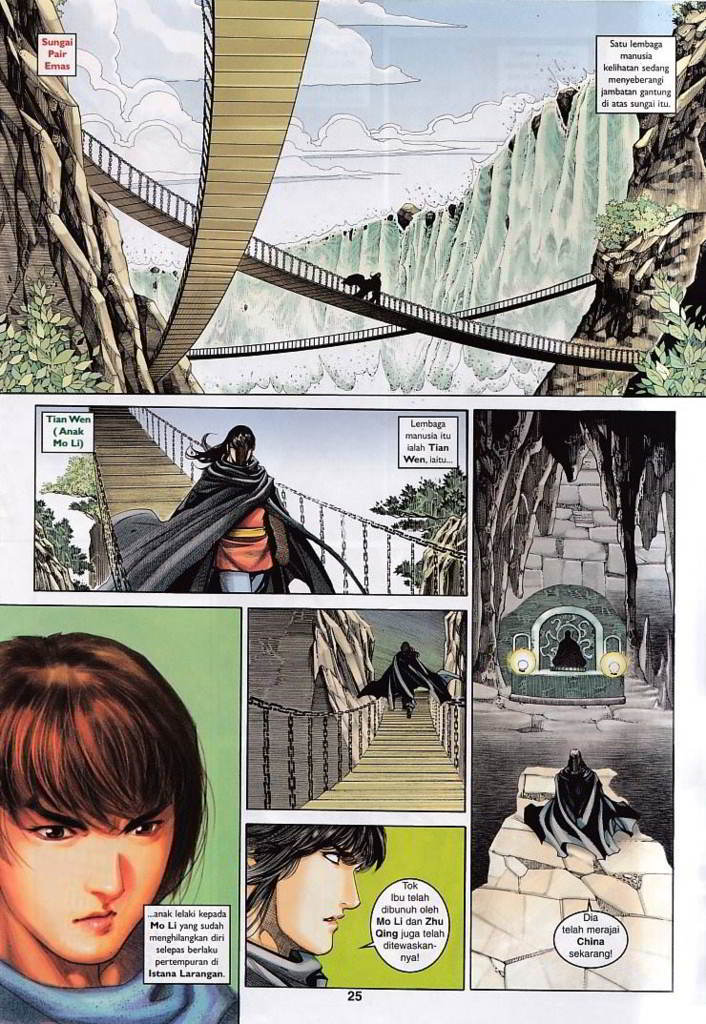 Sungai
Pair
Emas
Satu lembaga
manusia
kelihatan sedang
menyeberangi
jambatan gantung
di atas sungai itu.
Tian Wen
( Anak
Mo Li)
Lembaga
manusia itu
ialah Tian
Wen, iaitu...
...anak lelaki kepada
Mo Li yang sudah
menghilangkan diri
selepas berlaku
pertempuran di
Istana Larangan.
Tok
Ibu telah
dibunuh oleh
Mo Li dan Zhu
Qing juga telah
ditewaskan-
nya!
Dia
telah merajai
China
sekarang!
25